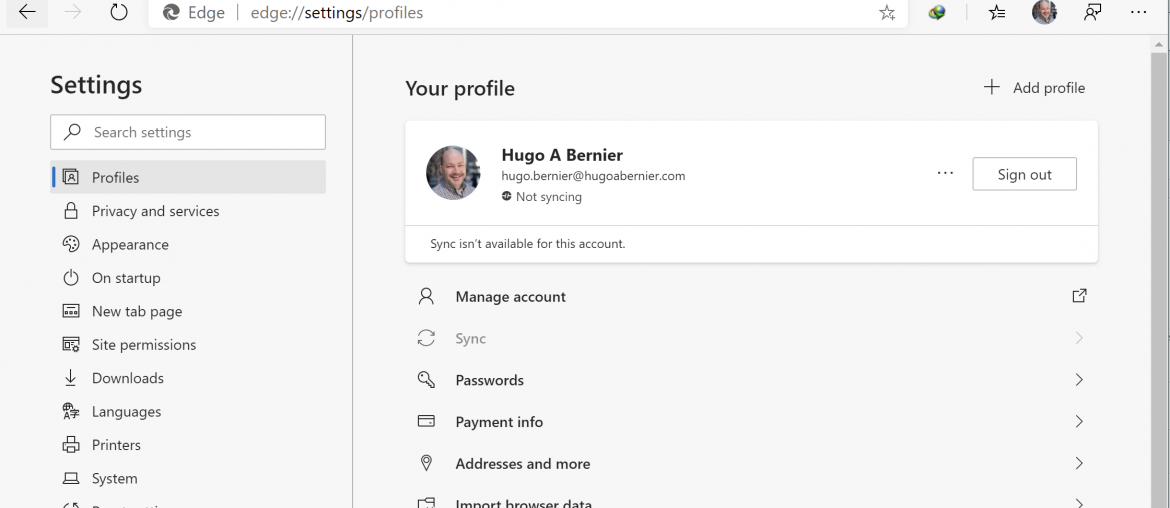 Edge | edge://settings/profiles
Settings
Search settings
Profiles
Privacy and services
Appearance
On startup
New tab page
Site permissions
Downloads
Languages
Printers
System
Your profile
Add profile
Hugo A Bernier
hugo.bernier@hugoabernier.com
Not syncing
Sign out
Sync isn't available for this account.
Manage account
Sync
Passwords
Payment info
Addresses and more
Import browser data